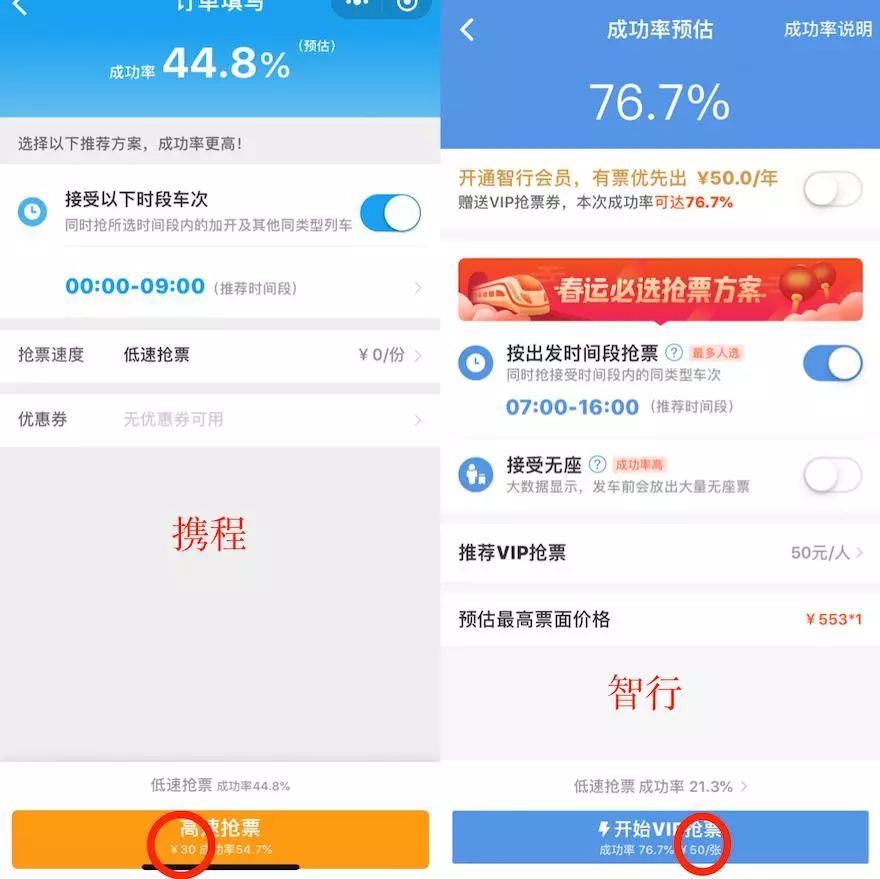 订单填写
成功率 44.8% (预估)
选择以下推荐方案，成功率更高！
接受以下时段车次
同时抢所选时间段内的加开及其他同类型列车
00:00-09:00 (推荐时间段)
抢票速度 低速抢票 ¥0/份
优惠券 无优惠券可用
携程
低速抢票 成功率44.8%
高速抢票
¥30 成功率54.7%
成功率预估 成功率说明
76.7%
开通智行会员，有票优先出 ¥50.0/年
赠送VIP抢票券，本次成功率可达76.7%
春运必选抢票方案
按出发时间段抢票 ? 最多人选
同时抢接受时间段内的同类型车次
07:00-16:00 (推荐时间段)
接受无座 ? 成功率高
大数据显示，发车前会放出大量无座票
推荐VIP抢票 50元/人
预估最高票面价格 ¥553*1
智行
低速抢票 成功率 21.3%
开始VIP抢票
成功率 76.7% ¥50/张